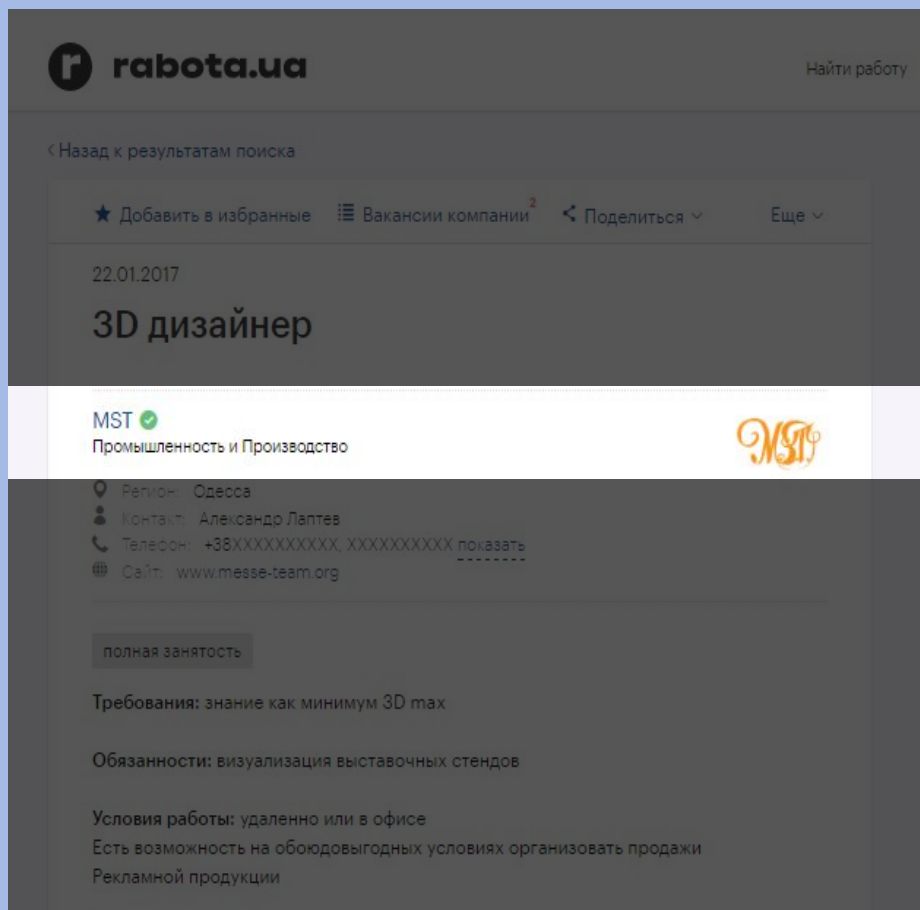 rabota.ua
Найти работу
Назад к результатам поиска
Добавить в избранные Вакансии компании 2 Поделиться Еще
22.01.2017
3D дизайнер
MST
Промышленность и Производство
MST
Регион: Одесса
Контакт: Александро Лаптев
Телефон: +38XXXXXXXXXX, XXXXXXXXXX показать
Сайт: www.messe-team.org
полная занятость
Требования: знание как минимум 3D max
Обязанности: визуализация выставочных стендов
Условия работы: удаленно или в офисе
Есть возможность на обоюдовыгодных условиях организовать продажи
Рекламной продукции